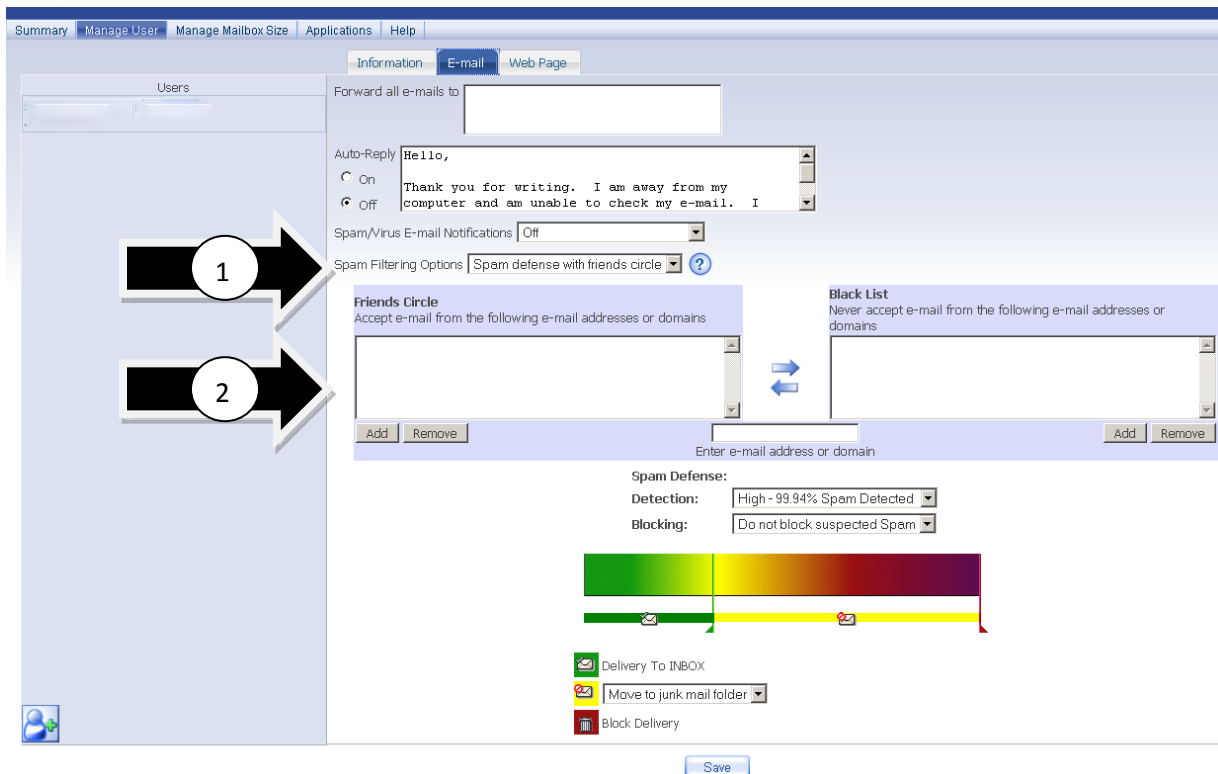 Summary Manage User Manage Mailbox Size Applications Help
Information E-mail Web Page
Users
Forward all e-mails to
Auto-Reply
On
Off
Hello,
Thank you for writing. I am away from my
computer and am unable to check my e-mail. I
Spam/Virus E-mail Notifications Off
1
Spam Filtering Options Spam defense with friends circle ?
Friends Circle
Accept e-mail from the following e-mail addresses or domains
Black List
Never accept e-mail from the following e-mail addresses or
domains
2
Add Remove
Enter e-mail address or domain
Add Remove
Spam Defense:
Detection: High - 99.94% Spam Detected
Blocking: Do not block suspected Spam
Delivery To INBOX
Move to junk mail folder
Block Delivery
Save